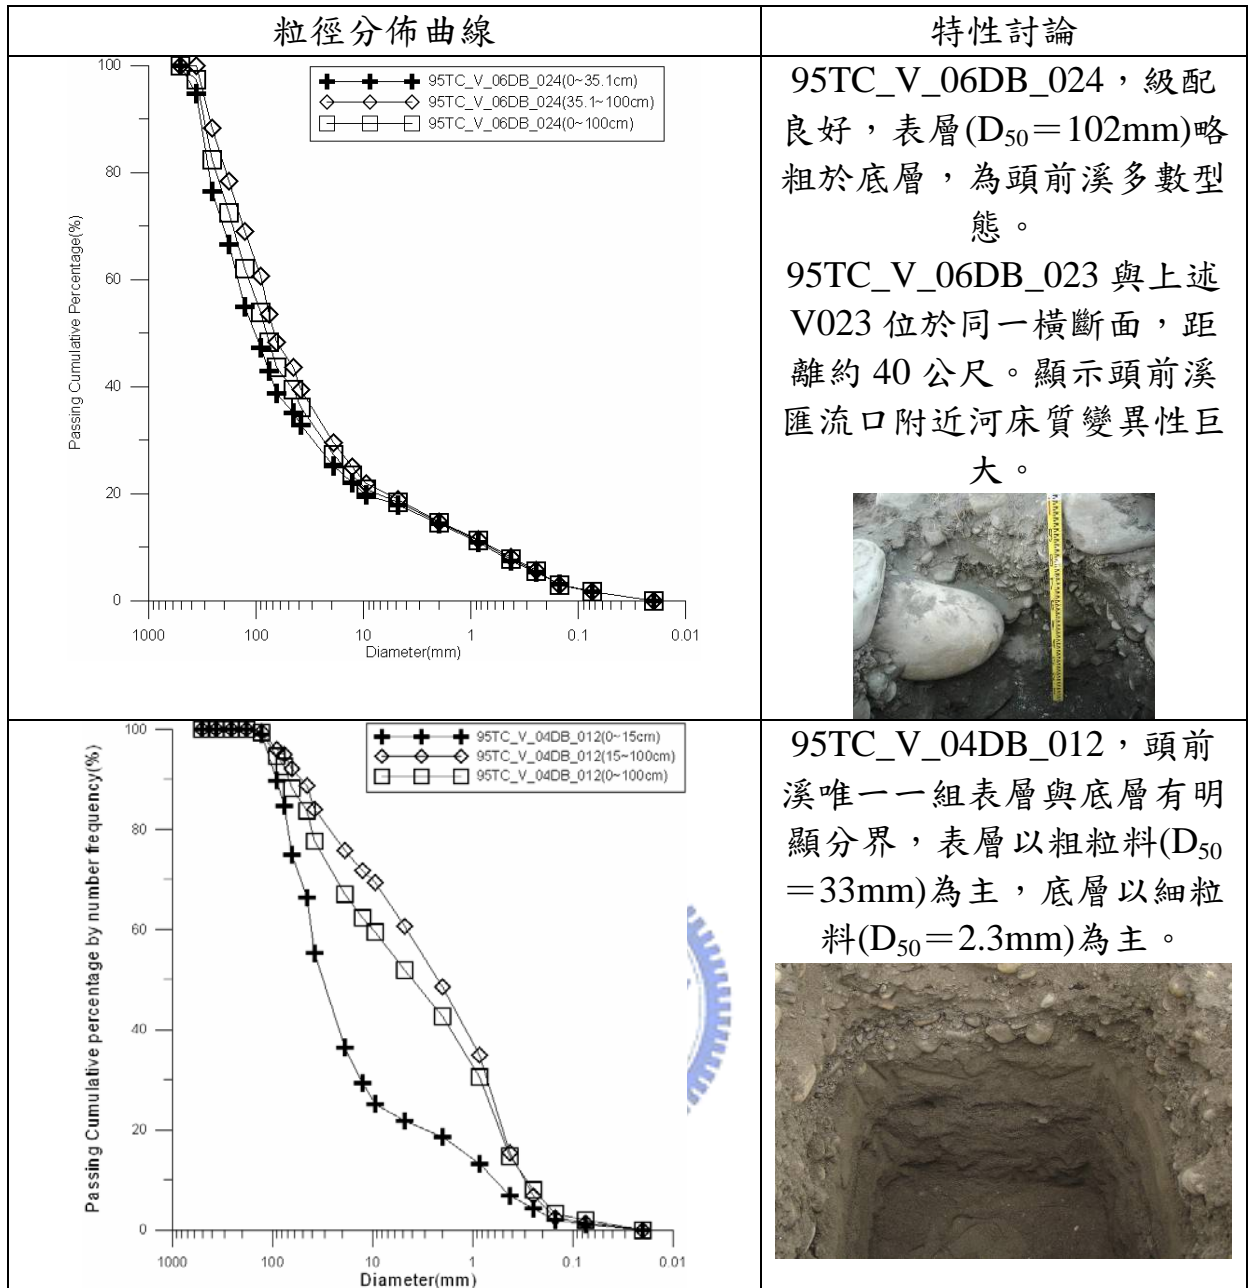 粒徑分佈曲線
特性討論
100
80
60
40
20
0
Passing Cumulative Percentage(%)
95TC_V_06DB_024(0~35.1cm)
95TC_V_06DB_024(35.1~100cm)
95TC_V_06DB_024(0~100cm)
1000 100 10 1 0.1 0.01
Diameter(mm)
95TC_V_06DB_024,級配
良好,表層(D₅₀=102mm)略
粗於底層,為頭前溪多數型
態。
95TC_V_06DB_023 與上述
V023 位於同一橫斷面,距
離約 40 公尺。顯示頭前溪
匯流口附近河床質變異性巨
大。
100
80
60
40
20
0
Passing Cumulative percentage by number frequency(%)
95TC_V_04DB_012(0~15cm)
95TC_V_04DB_012(15~100cm)
95TC_V_04DB_012(0~100cm)
1000 100 10 1 0.1 0.01
Diameter(mm)
95TC_V_04DB_012,頭前
溪唯一一組表層與底層有明
顯分界,表層以粗粒料(D₅₀
=33mm)為主,底層以細粒
料(D₅₀=2.3mm)為主。